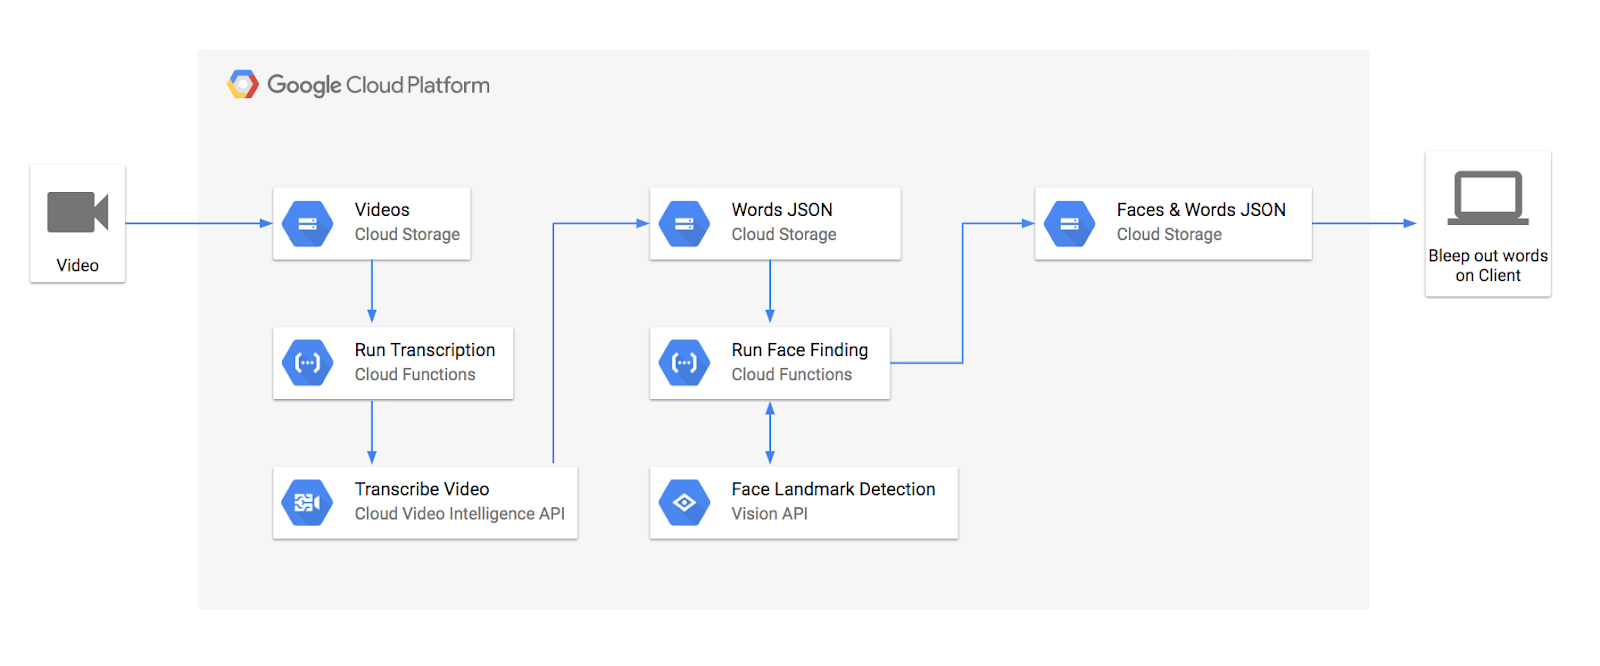 Google Cloud Platform
Video
Videos
Cloud Storage
Run Transcription
Cloud Functions
Transcribe Video
Cloud Video Intelligence API
Words JSON
Cloud Storage
Run Face Finding
Cloud Functions
Face Landmark Detection
Vision API
Faces & Words JSON
Cloud Storage
Bleep out words
on Client